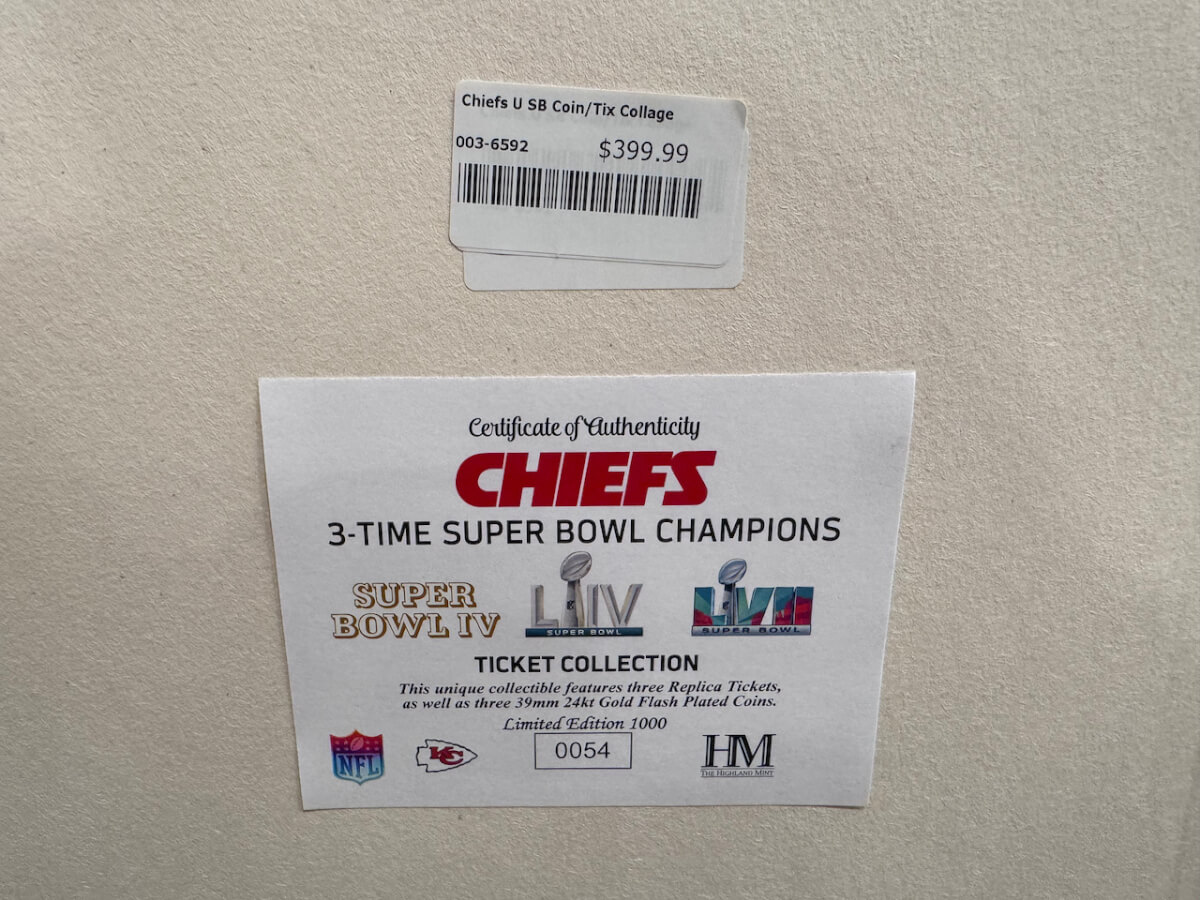 Chiefs U SB Coin/Tix Collage
003-6592 $399.99
Certificate of Authenticity
CHIEFS
3-TIME SUPER BOWL CHAMPIONS
SUPER
BOWL IV
LIV
SUPER BOWL
LVII
SUPER BOWL
TICKET COLLECTION
This unique collectible features three Replica Tickets,
as well as three 39mm 24kt Gold Flash Plated Coins.
Limited Edition 1000
0054
NFL
KC
HM
THE HIGHLAND MINT